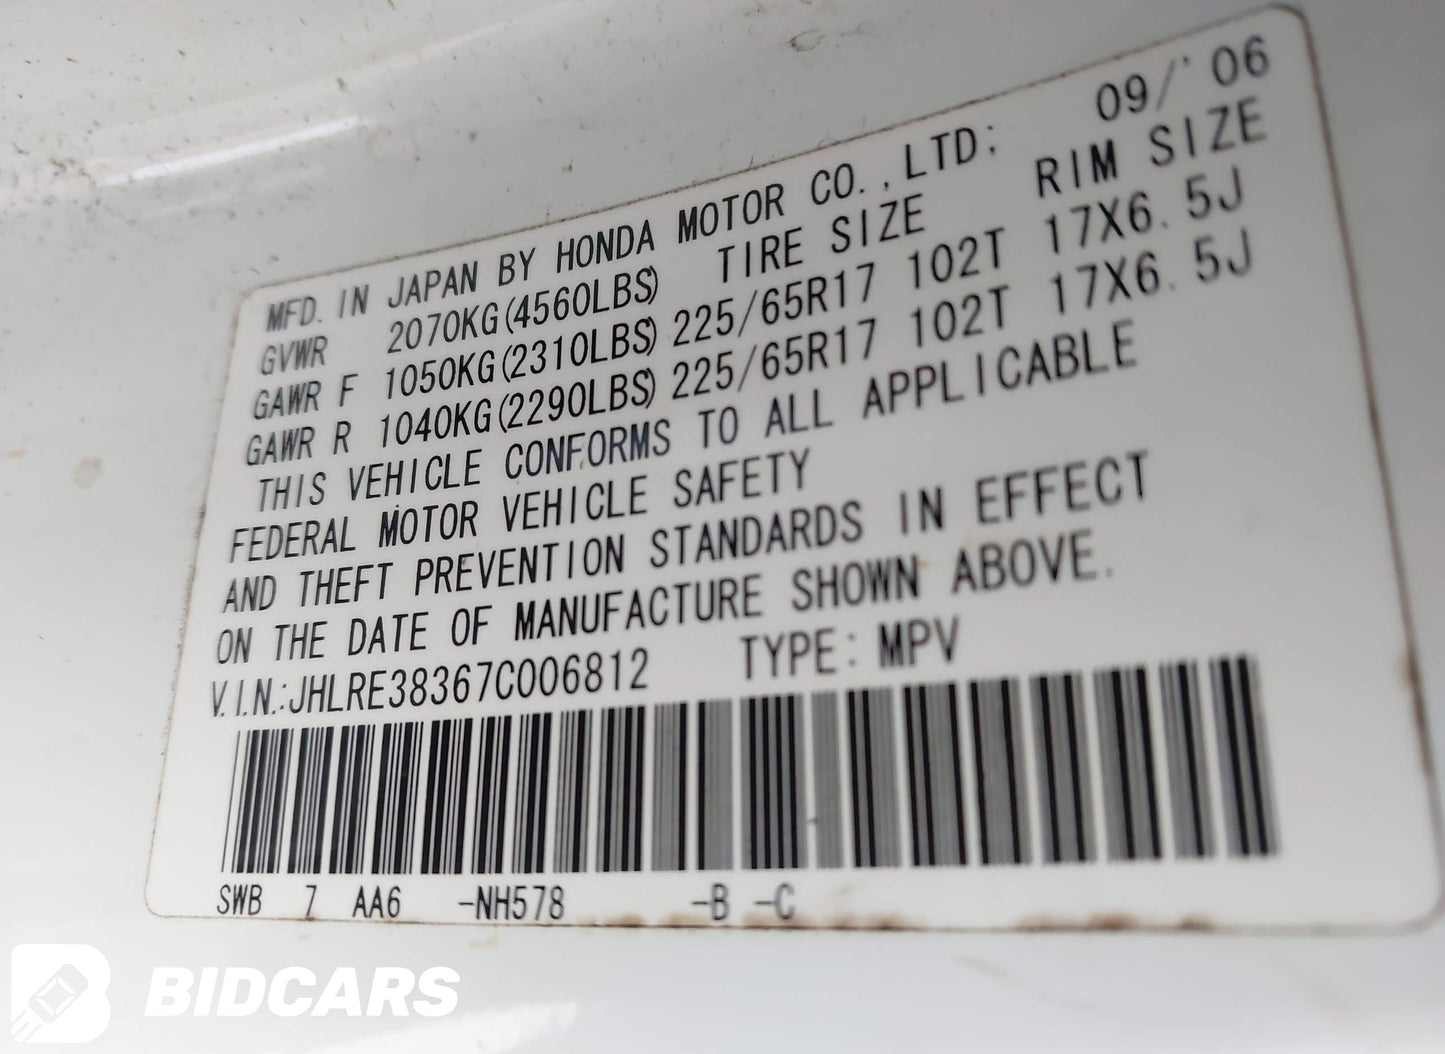 MFD. IN JAPAN BY HONDA MOTOR CO.,LTD: 09/'06
GVWR 2070KG(4560LBS) TIRE SIZE RIM SIZE
GAWR F 1050KG(2310LBS) 225/65R17 102T 17X6.5J
GAWR R 1040KG(2290LBS) 225/65R17 102T 17X6.5J
THIS VEHICLE CONFORMS TO ALL APPLICABLE
FEDERAL MOTOR VEHICLE SAFETY
AND THEFT PREVENTION STANDARDS IN EFFECT
ON THE DATE OF MANUFACTURE SHOWN ABOVE.
V.I.N.:JHLRE38367C006812 TYPE: MPV
SWB 7 AA6 -NH578 -B -C
BIDCARS